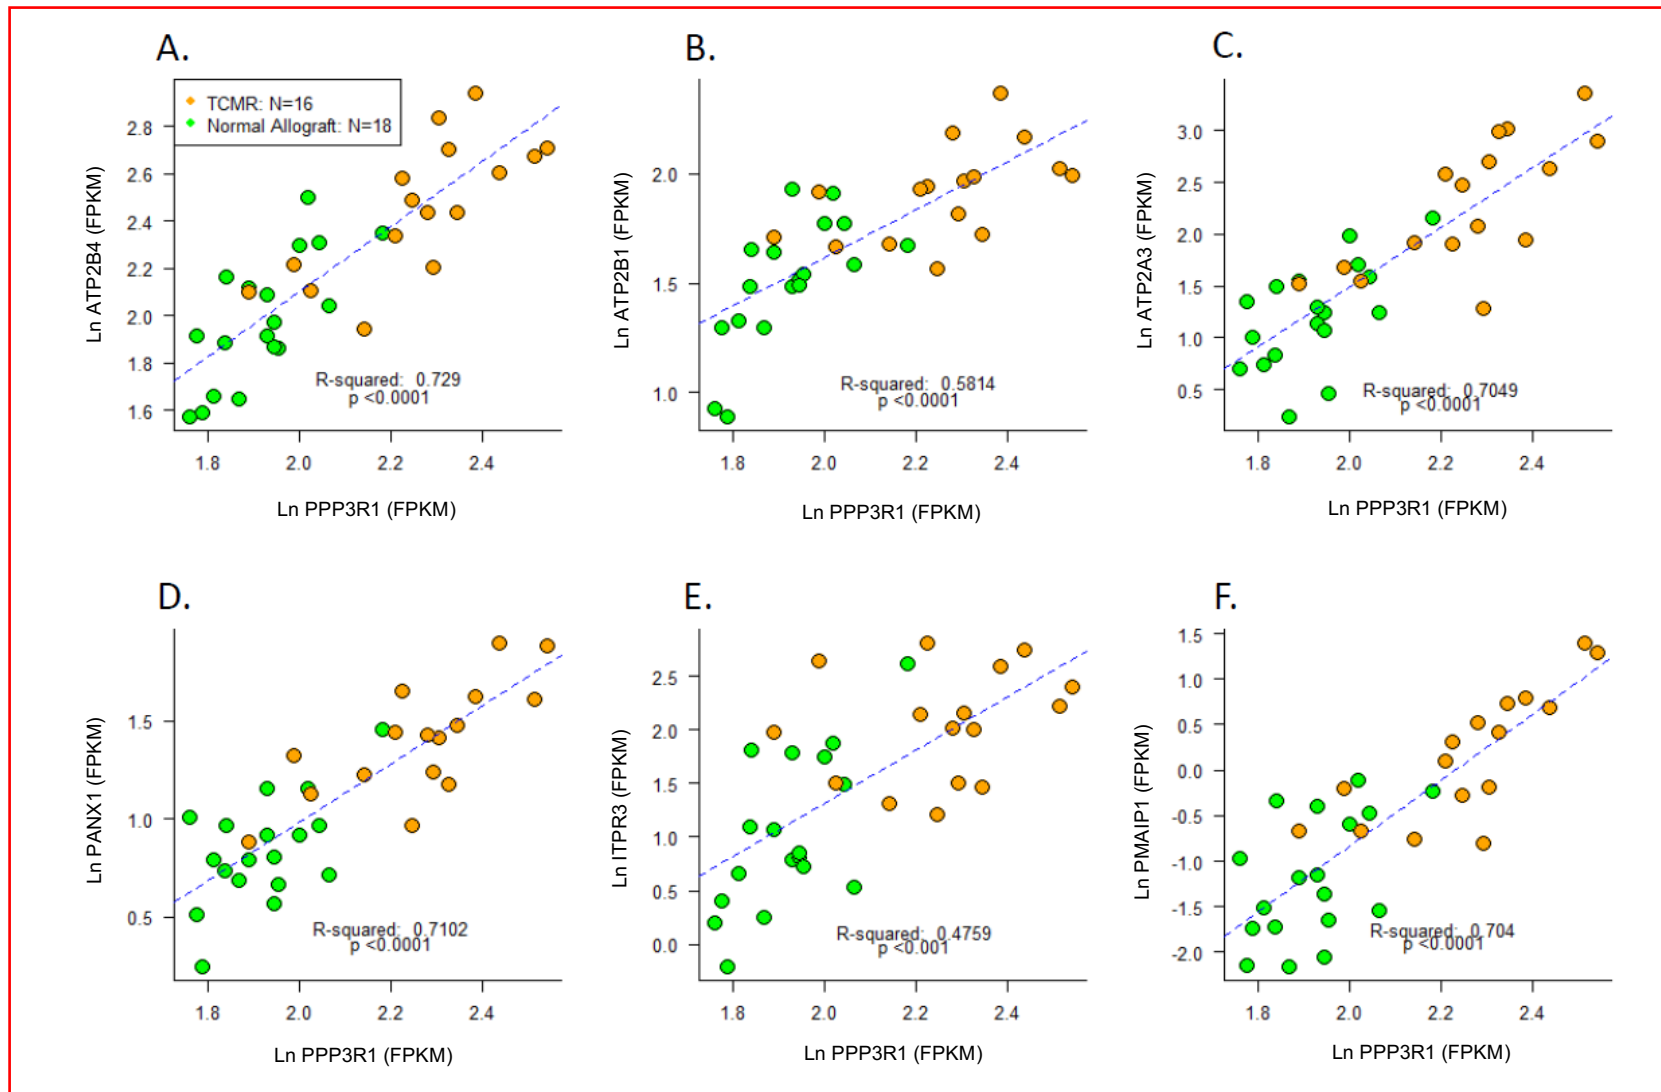 A.
TCMR: N=16
Normal Allograft: N=18
2.8
2.6
2.4
2.2
2.0
1.8
1.6
Ln ATP2B4 (FPKM)
R-squared: 0.729
p <0.0001
1.8 2.0 2.2 2.4
Ln PPP3R1 (FPKM)
B.
2.0
1.5
1.0
Ln ATP2B1 (FPKM)
R-squared: 0.5814
p <0.0001
1.8 2.0 2.2 2.4
Ln PPP3R1 (FPKM)
C.
3.0
2.5
2.0
1.5
1.0
0.5
Ln ATP2A3 (FPKM)
R-squared: 0.7049
p <0.0001
1.8 2.0 2.2 2.4
Ln PPP3R1 (FPKM)
D.
1.5
1.0
0.5
Ln PANX1 (FPKM)
R-squared: 0.7102
p <0.0001
1.8 2.0 2.2 2.4
Ln PPP3R1 (FPKM)
E.
2.5
2.0
1.5
1.0
0.5
0.0
Ln ITPR3 (FPKM)
R-squared: 0.4759
p <0.001
1.8 2.0 2.2 2.4
Ln PPP3R1 (FPKM)
F.
1.5
1.0
0.5
0.0
-0.5
-1.0
-1.5
-2.0
Ln PMAIP1 (FPKM)
R-squared: 0.704
p <0.0001
1.8 2.0 2.2 2.4
Ln PPP3R1 (FPKM)